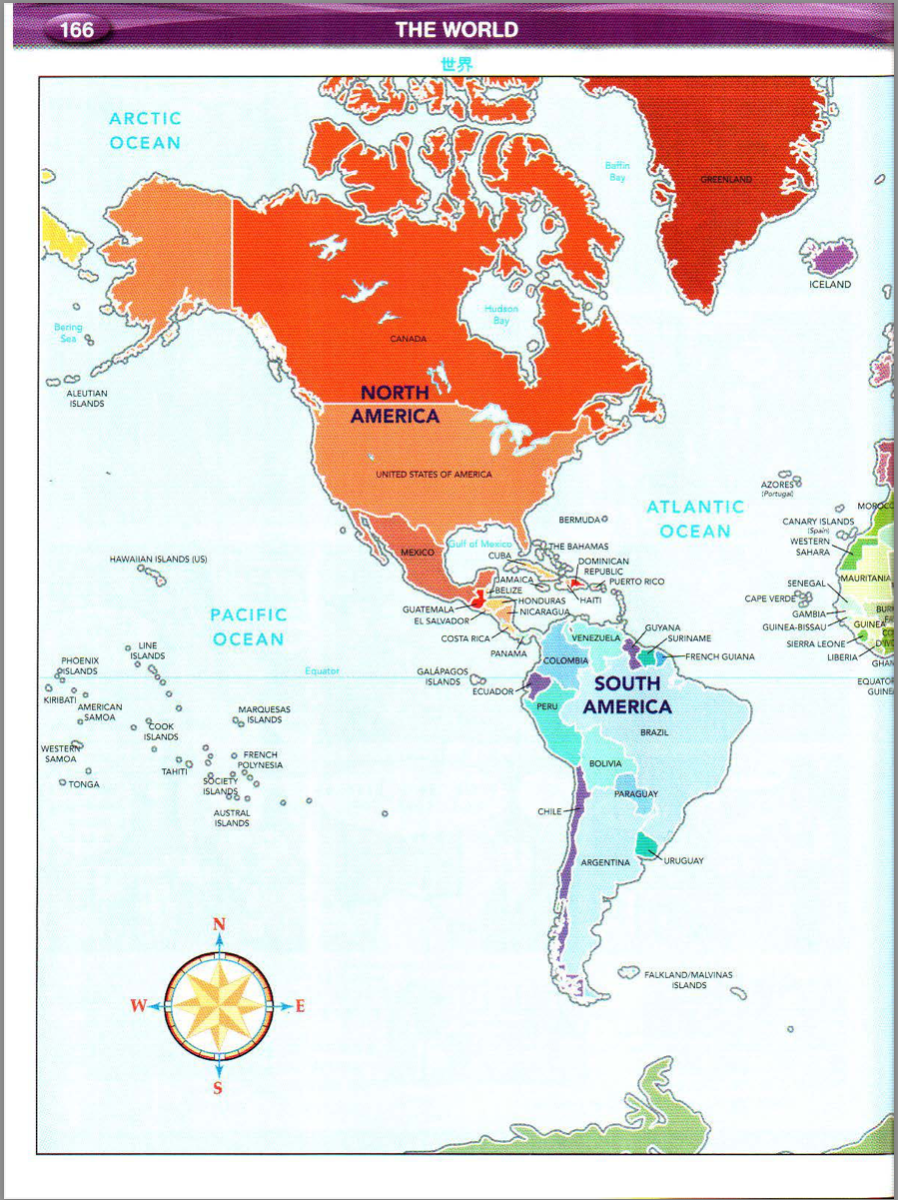 166
THE WORLD
世界
ARCTIC
OCEAN
Baffin
Bay
GREENLAND
ICELAND
Hudson
Bay
Bering
Sea
CANADA
ALEUTIAN
ISLANDS
NORTH
AMERICA
UNITED STATES OF AMERICA
AZORES
(Portugal)
ATLANTIC
OCEAN
BERMUDA
CANARY ISLANDS
(Spain)
WESTERN
SAHARA
MOROCC
HAWAIIAN ISLANDS (US)
MEXICO
Gulf of Mexico
CUBA
THE BAHAMAS
DOMINICAN
REPUBLIC
PUERTO RICO
JAMAICA
BELIZE
HAITI
HONDURAS
NICARAGUA
GUATEMALA
EL SALVADOR
COSTA RICA
PANAMA
MAURITANIA
SENEGAL
CAPE VERDE
GAMBIA
GUINEA-BISSAU
GUINEA
SIERRA LEONE
LIBERIA
GHAN
EQUATOR
GUINE
PACIFIC
OCEAN
LINE
ISLANDS
PHOENIX
ISLANDS
KIRIBATI
AMERICAN
SAMOA
Equator
GALÁPAGOS
ISLANDS
ECUADOR
VENEZUELA
GUYANA
SURINAME
FRENCH GUIANA
COLOMBIA
SOUTH
AMERICA
PERU
BRAZIL
MARQUESAS
ISLANDS
COOK
ISLANDS
WESTERN
SAMOA
TONGA
TAHITI
FRENCH
POLYNESIA
SOCIETY
ISLANDS
AUSTRAL
ISLANDS
BOLIVIA
PARAGUAY
CHILE
ARGENTINA
URUGUAY
FALKLAND/MALVINAS
ISLANDS
N
W
E
S